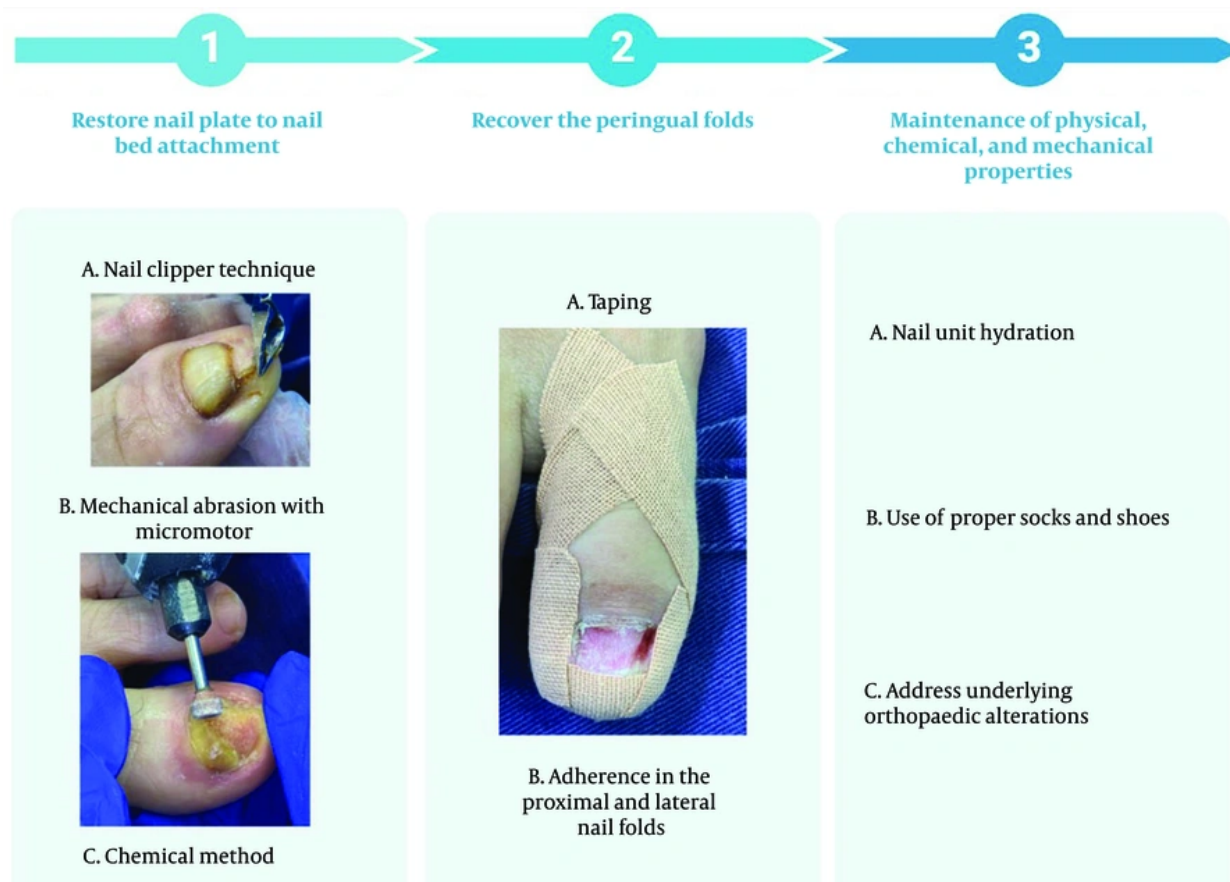 1
2
3
Restore nail plate to nail
bed attachment
Recover the peringual folds
Maintenance of physical,
chemical, and mechanical
properties
A. Nail clipper technique
B. Mechanical abrasion with
micromotor
C. Chemical method
A. Taping
B. Adherence in the
proximal and lateral
nail folds
A. Nail unit hydration
B. Use of proper socks and shoes
C. Address underlying
orthopaedic alterations